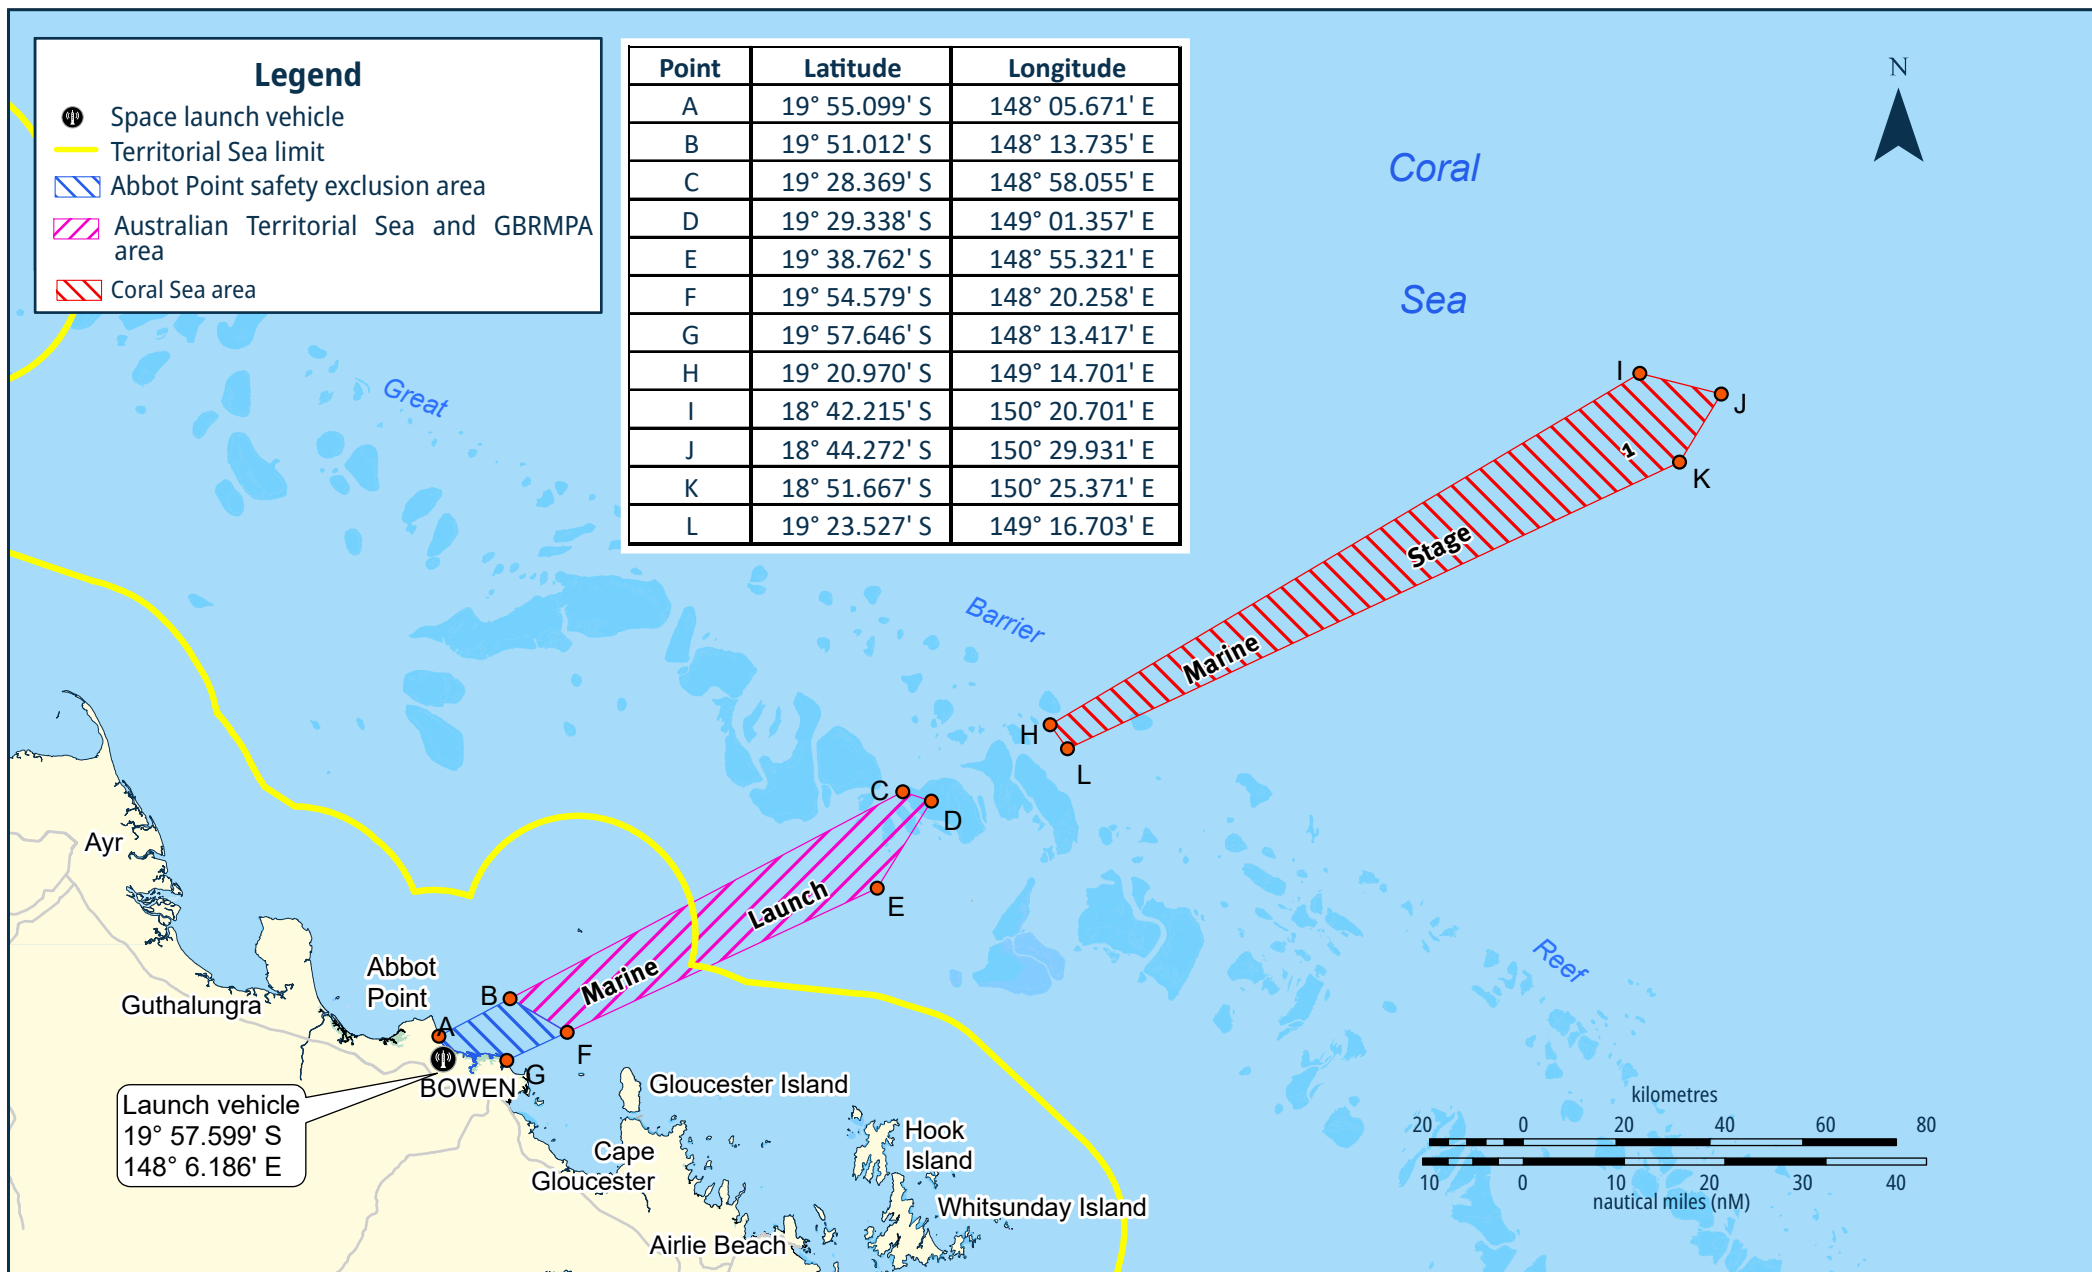 Legend
Space launch vehicle
Territorial Sea limit
Abbot Point safety exclusion area
Australian Territorial Sea and GBRMPA
area
Coral Sea area
Point Latitude Longitude
A 19° 55.099' S 148° 05.671' E
B 19° 51.012' S 148° 13.735' E
C 19° 28.369' S 148° 58.055' E
D 19° 29.338' S 149° 01.357' E
E 19° 38.762' S 148° 55.321' E
F 19° 54.579' S 148° 20.258' E
G 19° 57.646' S 148° 13.417' E
H 19° 20.970' S 149° 14.701' E
I 18° 42.215' S 150° 20.701' E
J 18° 44.272' S 150° 29.931' E
K 18° 51.667' S 150° 25.371' E
L 19° 23.527' S 149° 16.703' E
N
Coral
Sea
Great
Barrier
Reef
I
J
K
1
Stage
Marine
H
L
C
D
E
Launch
Marine
B
A
F
G
Ayr
Guthalungra
Abbot
Point
BOWEN
Launch vehicle
19° 57.599' S
148° 6.186' E
Gloucester Island
Cape
Gloucester
Hook
Island
Whitsunday Island
Airlie Beach
kilometres
20 0 20 40 60 80
10 0 10 20 30 40
nautical miles (nM)